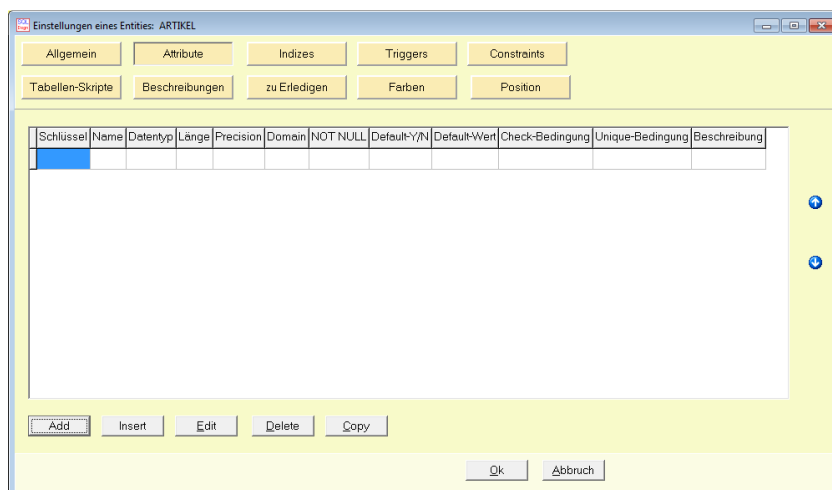 Einstellungen eines Entities: ARTIKEL
Allgemein Attribute Indizes Triggers Constraints
Tabellen-Skripte Beschreibungen zu Erledigen Farben Position
Schlüssel Name Datentyp Länge Precision Domain NOT NULL Default-Y/N Default-Wert Check-Bedingung Unique-Bedingung Beschreibung
Add Insert Edit Delete Copy
Ok Abbruch